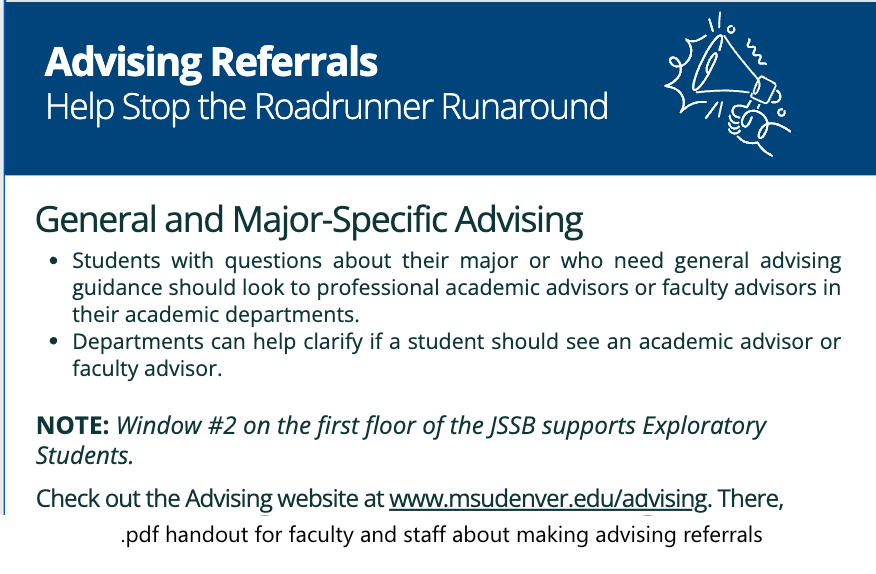 Advising Referrals
Help Stop the Roadrunner Runaround
General and Major-Specific Advising
• Students with questions about their major or who need general advising
guidance should look to professional academic advisors or faculty advisors in
their academic departments.
• Departments can help clarify if a student should see an academic advisor or
faculty advisor.
NOTE: Window #2 on the first floor of the JSSB supports Exploratory
Students.
Check out the Advising website at www.msudenver.edu/advising. There,
.pdf handout for faculty and staff about making advising referrals